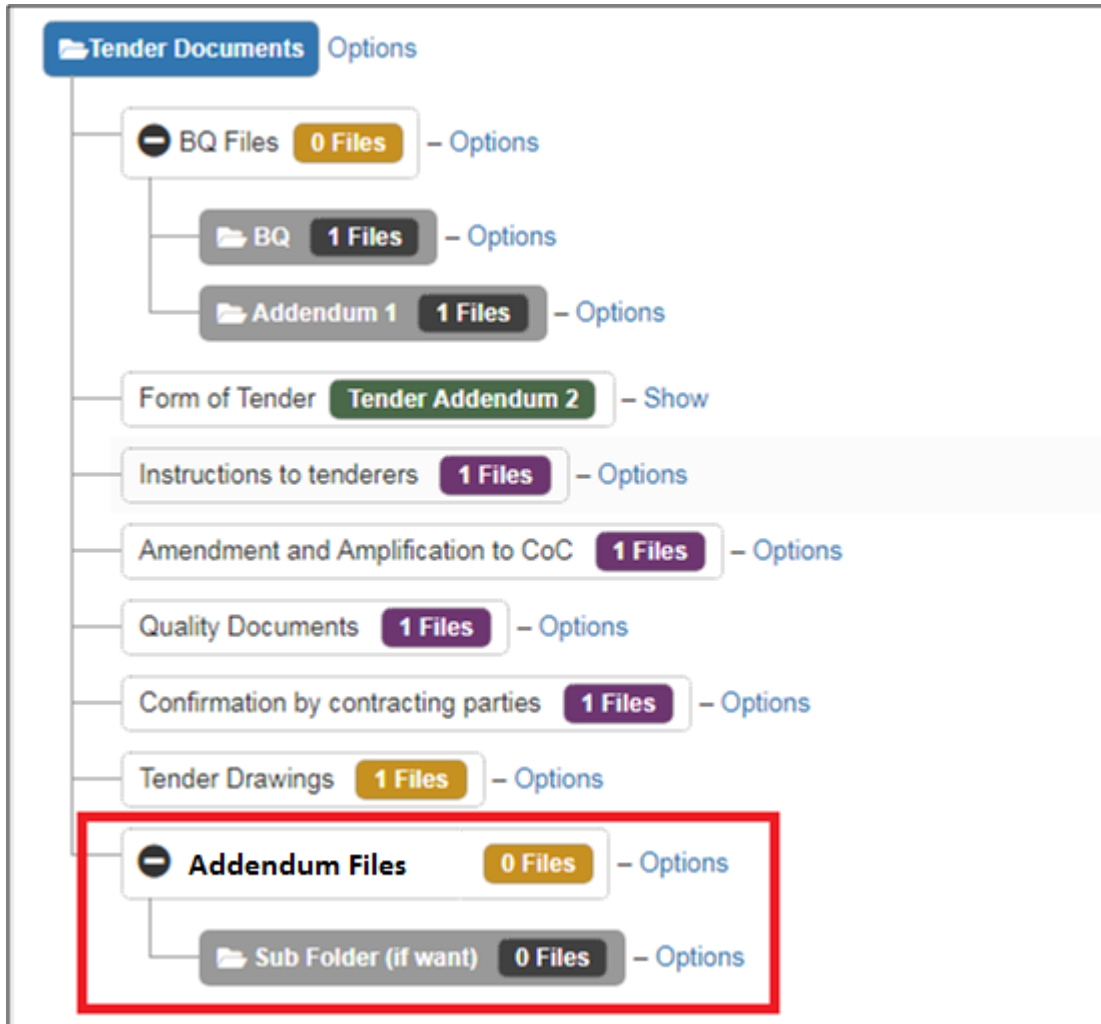 Tender Documents Options
BQ Files 0 Files – Options
BQ 1 Files – Options
Addendum 1 1 Files – Options
Form of Tender Tender Addendum 2 – Show
Instructions to tenderers 1 Files – Options
Amendment and Amplification to CoC 1 Files – Options
Quality Documents 1 Files – Options
Confirmation by contracting parties 1 Files – Options
Tender Drawings 1 Files – Options
Addendum Files 0 Files – Options
Sub Folder (if want) 0 Files – Options